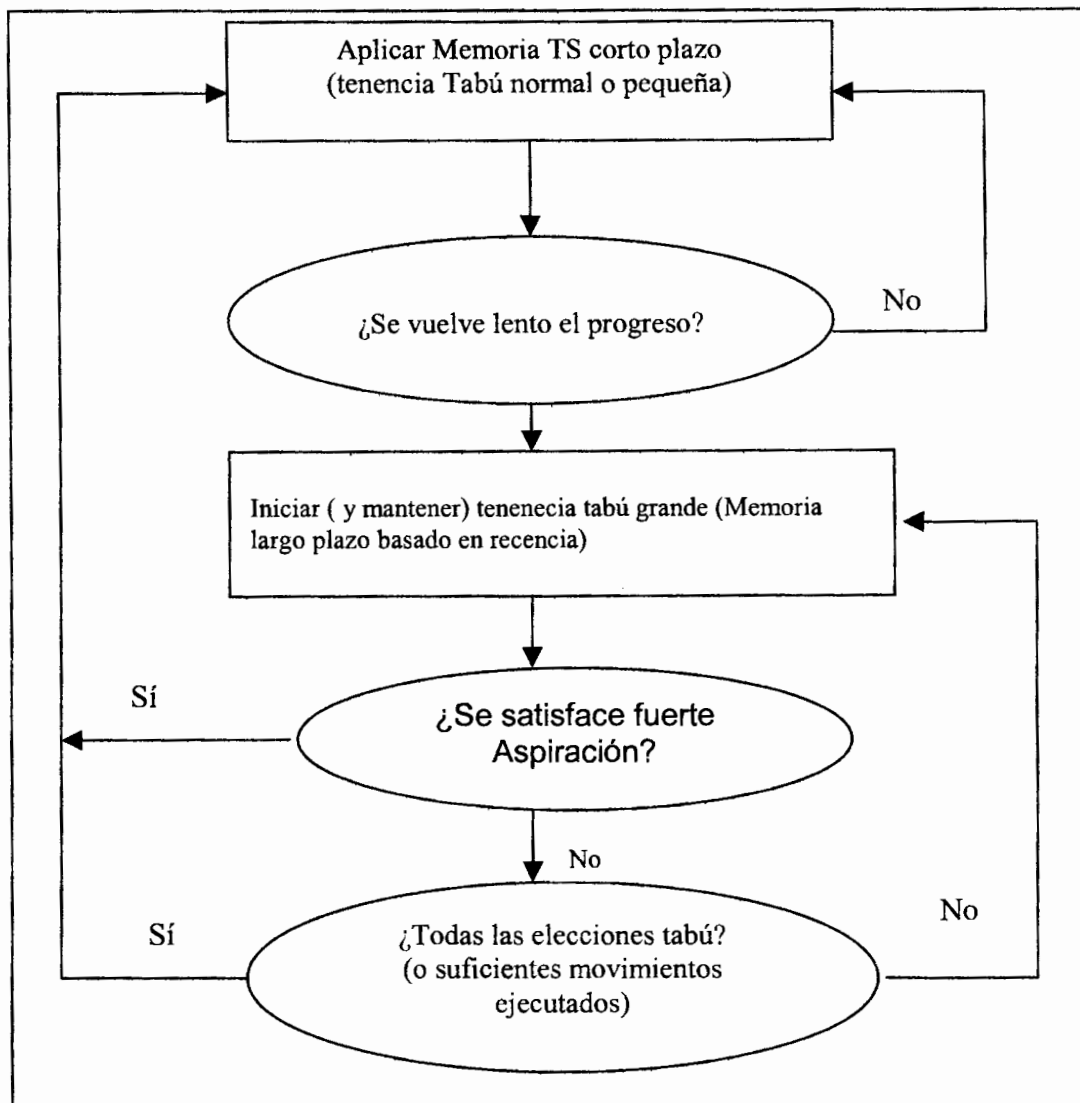 Aplicar Memoria TS corto plazo
(tenencia Tabú normal o pequeña)
¿Se vuelve lento el progreso?
No
Iniciar ( y mantener) tenenecia tabú grande (Memoria
largo plazo basado en recencia)
Sí
¿Se satisface fuerte
Aspiración?
No
Sí
¿Todas las elecciones tabú?
(o suficientes movimientos
ejecutados)
No